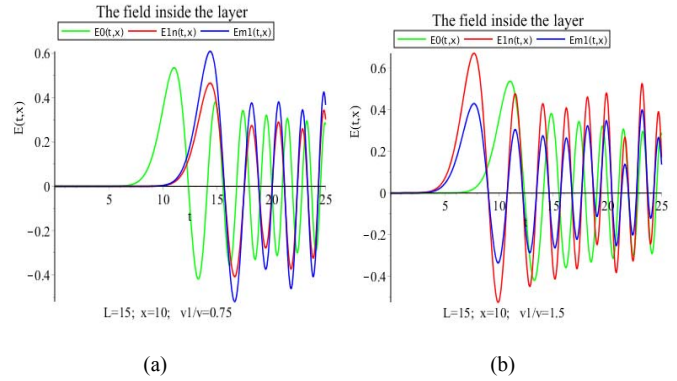 The field inside the layer
E0(t,x) E1n(t,x) Em1(t,x)
0.6
0.4
E(t,x)
0.2
0
5 10 15 20 25
t
−0.2
−0.4
L=15; x=10; v1/v=0.75
(a)
The field inside the layer
E0(t,x) E1n(t,x) Em1(t,x)
0.6
0.4
E(t,x)
0.2
0
5 10 15 20 25
t
−0.2
−0.4
L=15; x=10; v1/v=1.5
(b)